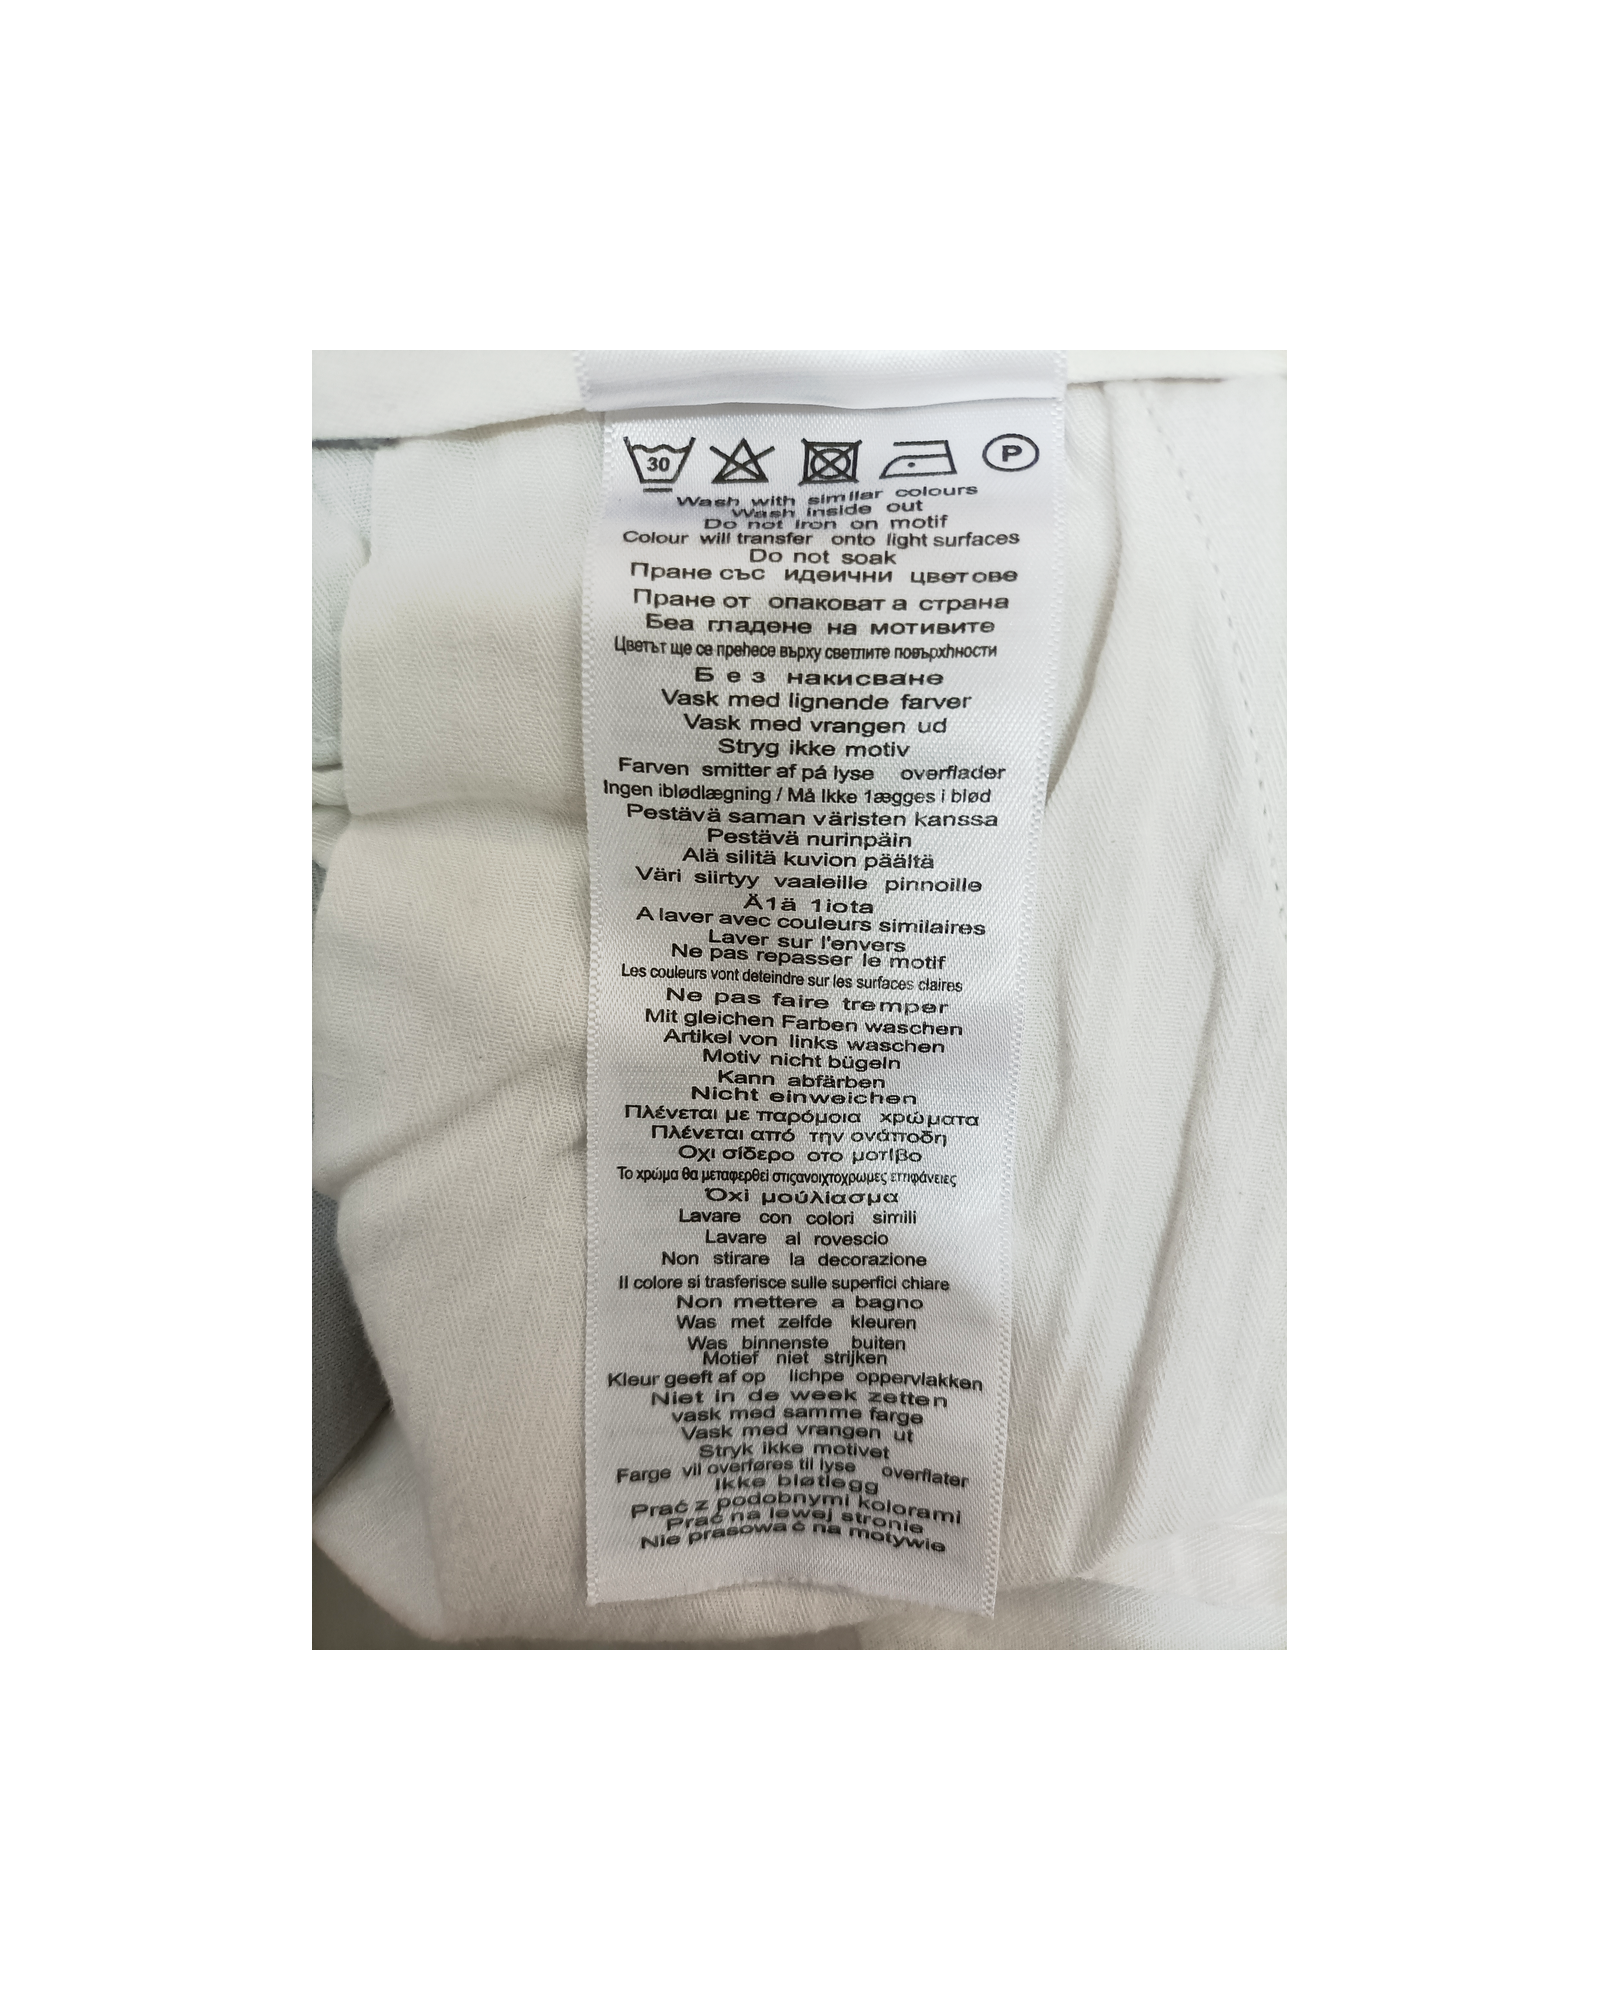 30 P
Wash with similar colours
Wash inside out
Do not iron on motif
Colour will transfer onto light surfaces
Do not soak
Пране със идеични цветове
Пране от опаковат а страна
Беа гладене на мотивите
Цветът ще се преhесе върху светлите повърхhности
Б е з накисване
Vask med lignende farver
Vask med vrangen ud
Stryg ikke motiv
Farven smitter af på lyse overflader
Ingen iblødlægning / Må Ikke 1ægges i blød
Pestävä saman väristen kanssa
Pestävä nurinpäin
Alä silitä kuvion päältä
Väri siirtyy vaaleille pinnoille
Ä1ä 1iota
A laver avec couleurs similaires
Laver sur l'envers
Ne pas repasser le motif
Les couleurs vont deteindre sur les surfaces claires
Ne pas faire tremper
Mit gleichen Farben waschen
Artikel von links waschen
Motiv nicht bügeln
Kann abfärben
Nicht einweichen
Πλένεται με παρόμοια χρώματα
Πλένεται από την ονάποδη
Οχι σίδερο οτο μοτίβο
Το χρώμα θα μεταφερθεί στιςανοιχτοχρωμες επιφάνειες
Όχι μούλιασμα
Lavare con colori simili
Lavare al rovescio
Non stirare la decorazione
Il colore si trasferisce sulle superfici chiare
Non mettere a bagno
Was met zelfde kleuren
Was binnenste buiten
Motief niet strijken
Kleur geeft af op lichpe oppervlakken
Niet in de week zetten
vask med samme farge
Vask med vrangen ut
Stryk ikke motivet
Farge vil overføres til lyse overflater
Ikke bløtlegg
Prać z podobnymi kolorami
Prać na lewej stronie
Nie prasowa ć na motywie